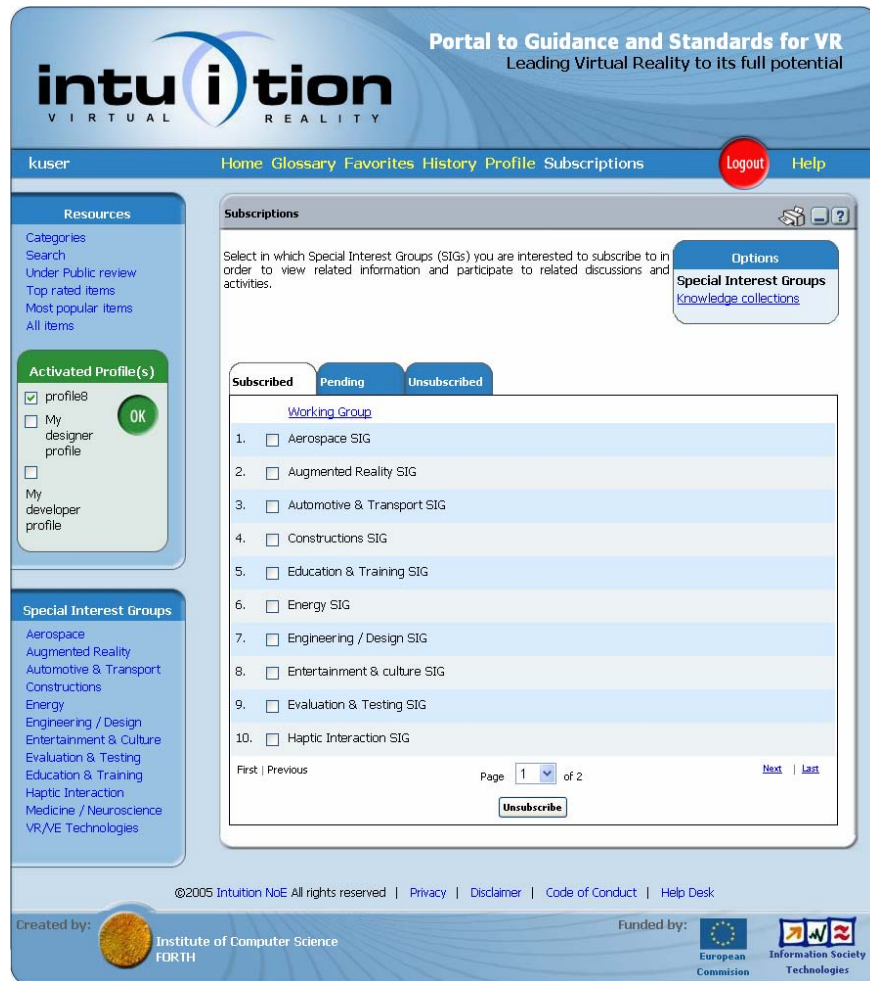 Portal to Guidance and Standards for VR
Leading Virtual Reality to its full potential
intuition
VIRTUAL REALITY
kuser
Home Glossary Favorites History Profile Subscriptions
Logout
Help
Resources
Categories
Search
Under Public review
Top rated items
Most popular items
All items
Activated Profile(s)
profile8
My
designer
profile
My
developer
profile
OK
Special Interest Groups
Aerospace
Augmented Reality
Automotive & Transport
Constructions
Energy
Engineering / Design
Entertainment & Culture
Evaluation & Testing
Education & Training
Haptic Interaction
Medicine / Neuroscience
VR/VE Technologies
Subscriptions
?
Select in which Special Interest Groups (SIGs) you are interested to subscribe to in
order to view related information and participate to related discussions and
activities.
Options
Special Interest Groups
Knowledge collections
Subscribed Pending Unsubscribed
Working Group
1. Aerospace SIG
2. Augmented Reality SIG
3. Automotive & Transport SIG
4. Constructions SIG
5. Education & Training SIG
6. Energy SIG
7. Engineering / Design SIG
8. Entertainment & culture SIG
9. Evaluation & Testing SIG
10. Haptic Interaction SIG
First | Previous Page 1 of 2 Next | Last
Unsubscribe
©2005 Intuition NoE All rights reserved | Privacy | Disclaimer | Code of Conduct | Help Desk
Created by:
Institute of Computer Science
FORTH
Funded by:
European
Commision
Information Society
Technologies